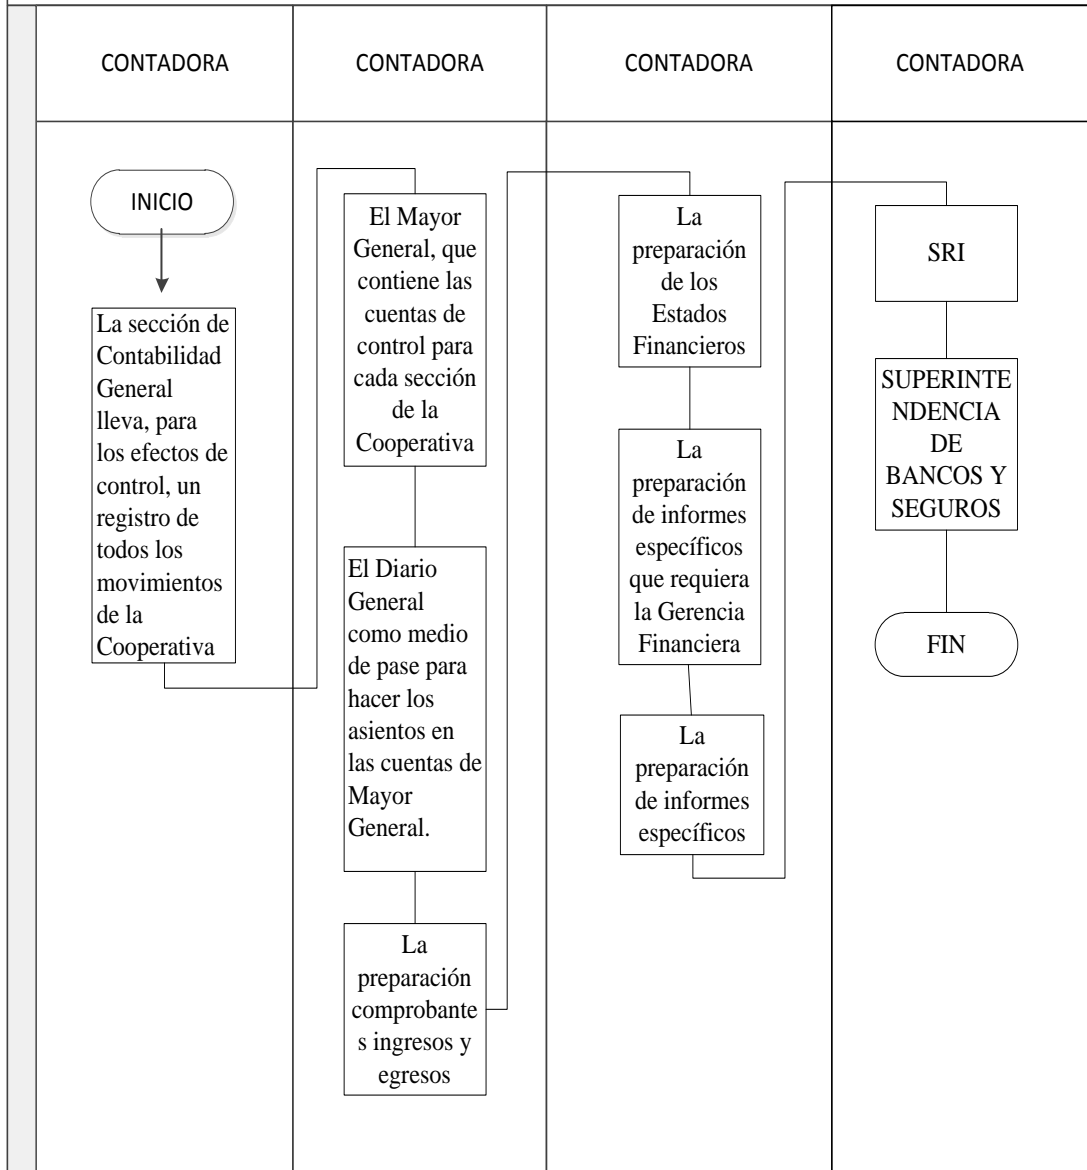 CONTADORA
CONTADORA
CONTADORA
CONTADORA
INICIO
La sección de
Contabilidad
General
lleva, para
los efectos de
control, un
registro de
todos los
movimientos
de la
Cooperativa
El Mayor
General, que
contiene las
cuentas de
control para
cada sección
de la
Cooperativa
El Diario
General
como medio
de pase para
hacer los
asientos en
las cuentas de
Mayor
General.
La
preparación
comprobante
s ingresos y
egresos
La
preparación
de los
Estados
Financieros
La
preparación
de informes
específicos
que requiera
la Gerencia
Financiera
La
preparación
de informes
específicos
SRI
SUPERINTE
NDENCIA
DE
BANCOS Y
SEGUROS
FIN